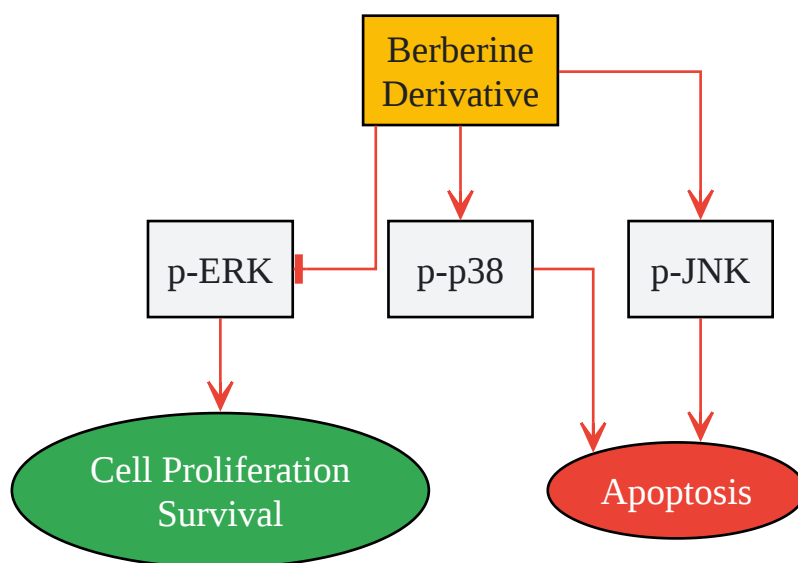 Berberine
Derivative
p-ERK
p-p38
p-JNK
Cell Proliferation
Survival
Apoptosis